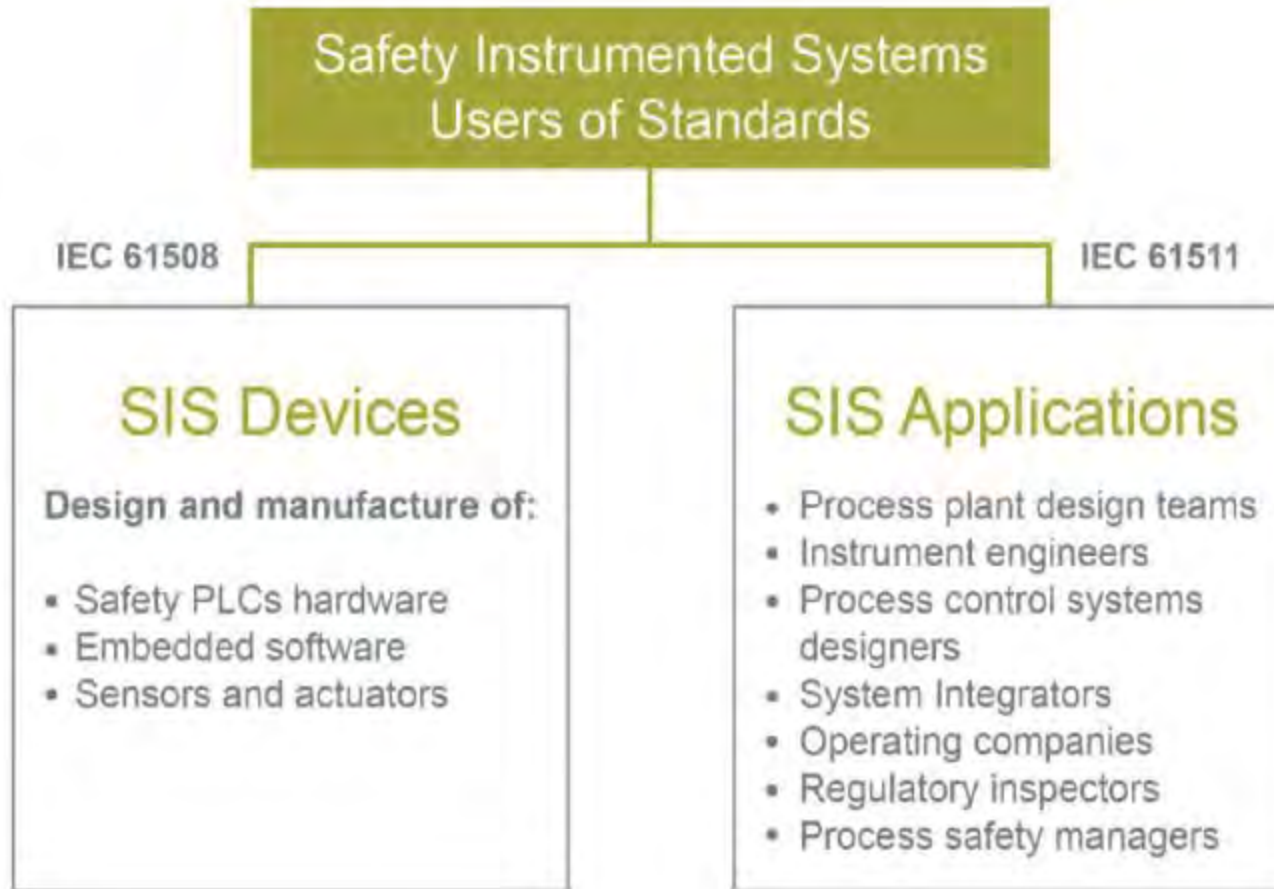 Safety Instrumented Systems
Users of Standards
IEC 61508
IEC 61511
SIS Devices
Design and manufacture of:
▪ Safety PLCs hardware
▪ Embedded software
▪ Sensors and actuators
SIS Applications
• Process plant design teams
• Instrument engineers
• Process control systems
designers
• System Integrators
• Operating companies
• Regulatory inspectors
• Process safety managers